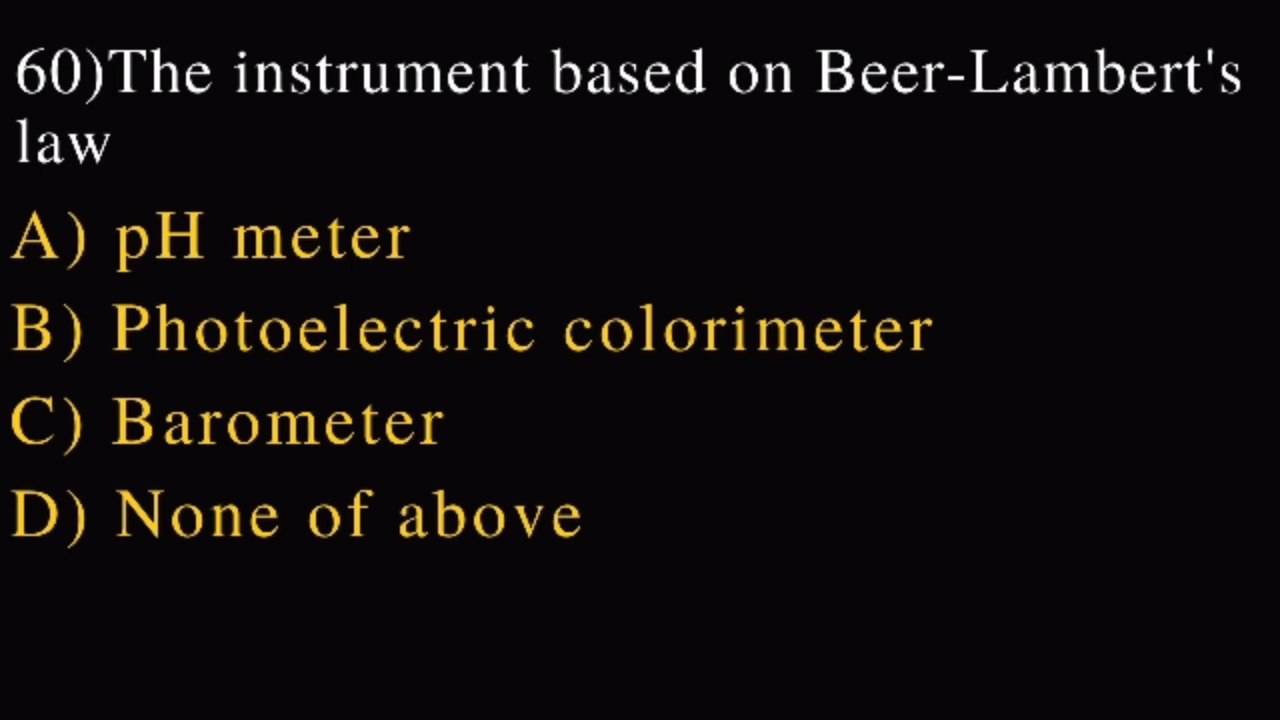 60)The instrument based on Beer-Lambert's
law
A) pH meter
B) Photoelectric colorimeter
C) Barometer
D) None of above